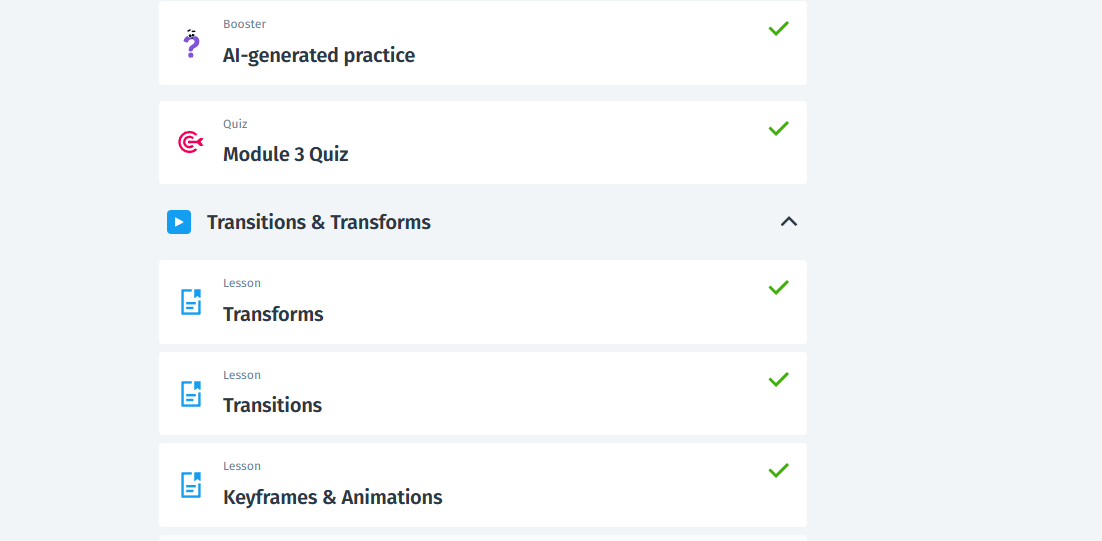 Booster
AI-generated practice
Quiz
Module 3 Quiz
Transitions & Transforms
Lesson
Transforms
Lesson
Transitions
Lesson
Keyframes & Animations